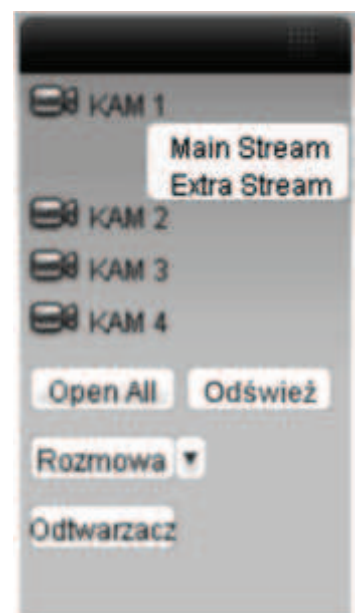 KAM 1
Main Stream
Extra Stream
KAM 2
KAM 3
KAM 4
Open All Odśwież
Rozmowa
Odtwarzacz